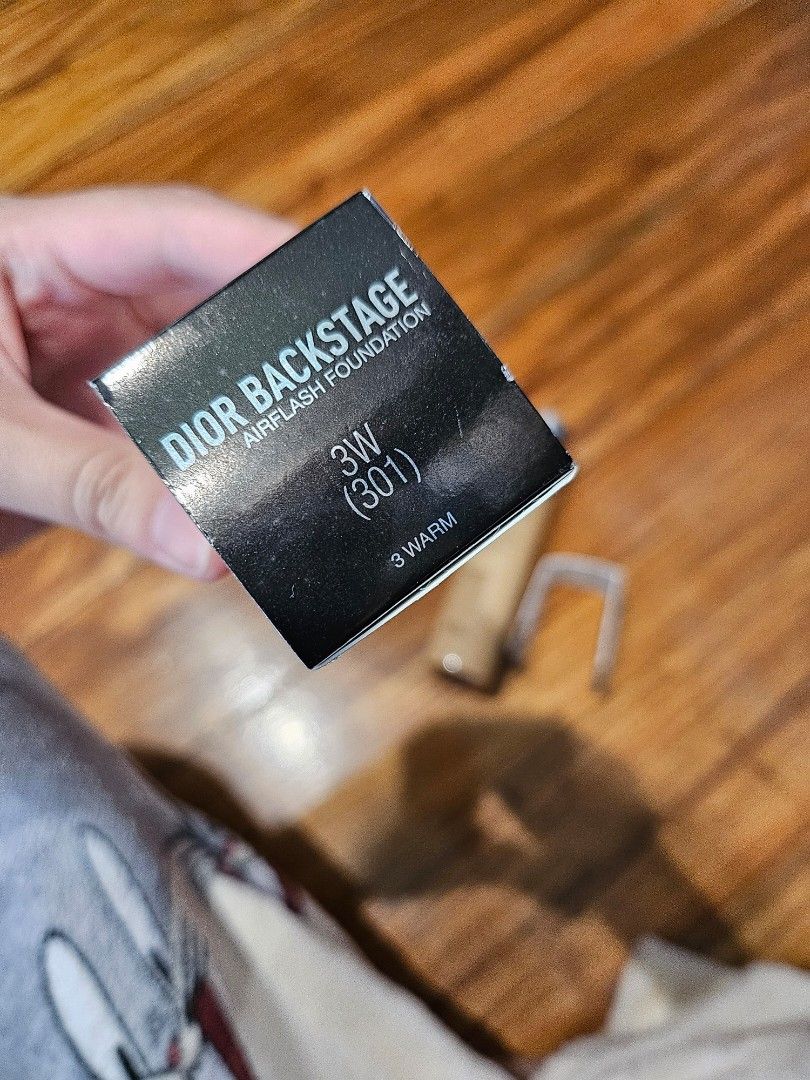 DIOR BACKSTAGE
AIRFLASH FOUNDATION
3W
(301)
3 WARM